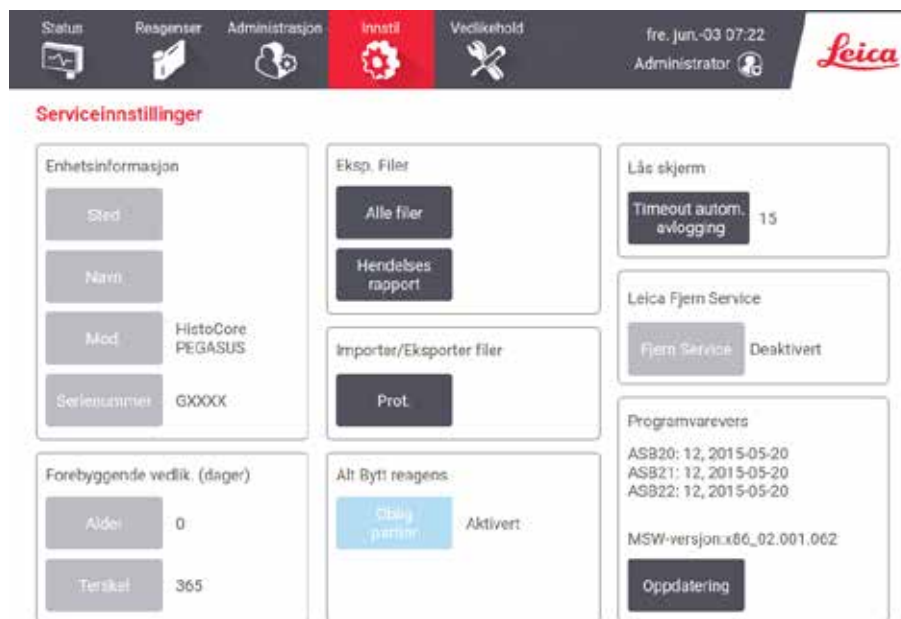 Status
Reagenser
Administrasjon
Innstil
Vedlikehold
fre. jun.-03 07:22
Administrator
Leica
Serviceinnstillinger
Enhetsinformasjon
Sted
Navn
Mod.
HistoCore
PEGASUS
Serienummer
GXXXX
Forebyggende vedlik. (dager)
Alder
0
Terskel
365
Eksp. Filer
Alle filer
Hendelses
rapport
Importer/Eksporter filer
Prot.
Alt Bytt reagens
Oblig
partinr
Aktivert
Lås skjerm
Timeout autom.
avlogging
15
Leica Fjern Service
Fjern Service
Deaktivert
Programvarevers
ASB20: 12, 2015-05-20
ASB21: 12, 2015-05-20
ASB22: 12, 2015-05-20
MSW-versjon:x86_02.001.062
Oppdatering